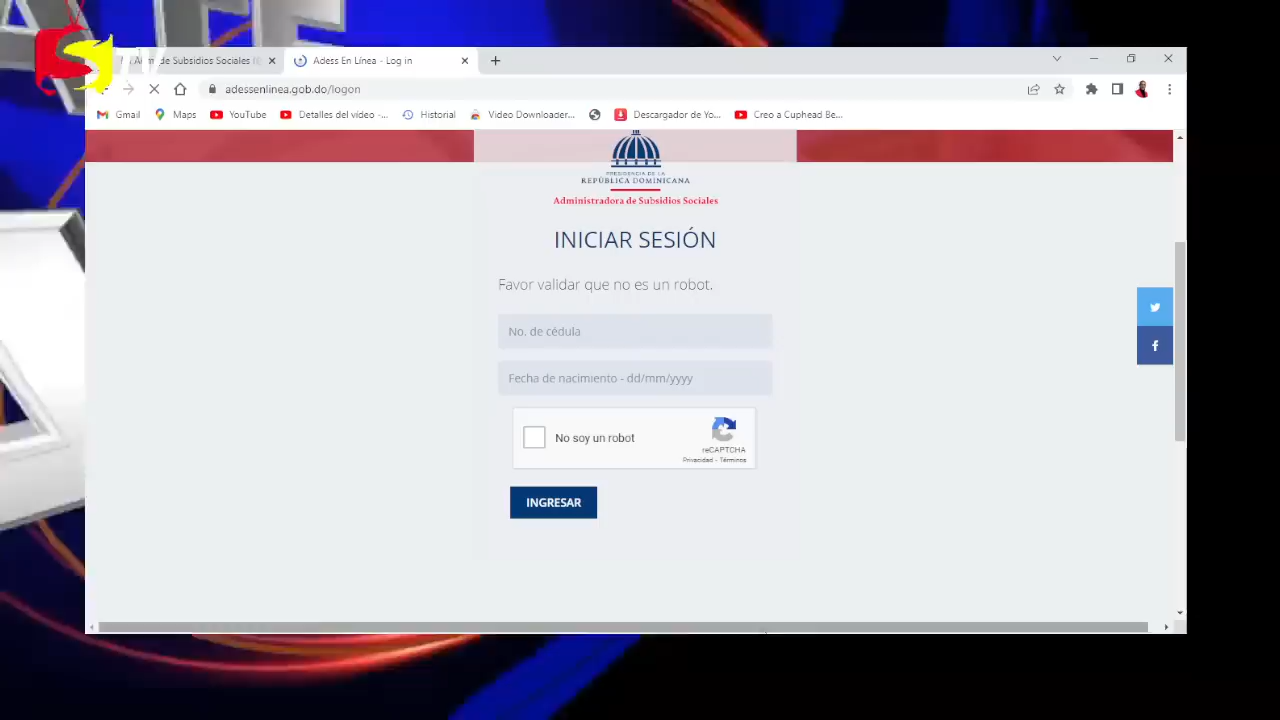 Adm de Subsidios Sociales
Adess En Línea - Log in
adessenlinea.gob.do/logon
Gmail
Maps
YouTube
Detalles del vídeo -...
Historial
Video Downloader...
Descargador de Yo...
Creo a Cuphead Be...
PRESIDENCIA DE LA
REPÚBLICA DOMINICANA
Administradora de Subsidios Sociales
INICIAR SESIÓN
Favor validar que no es un robot.
No. de cédula
Fecha de nacimiento - dd/mm/yyyy
No soy un robot
reCAPTCHA
Privacidad - Términos
INGRESAR